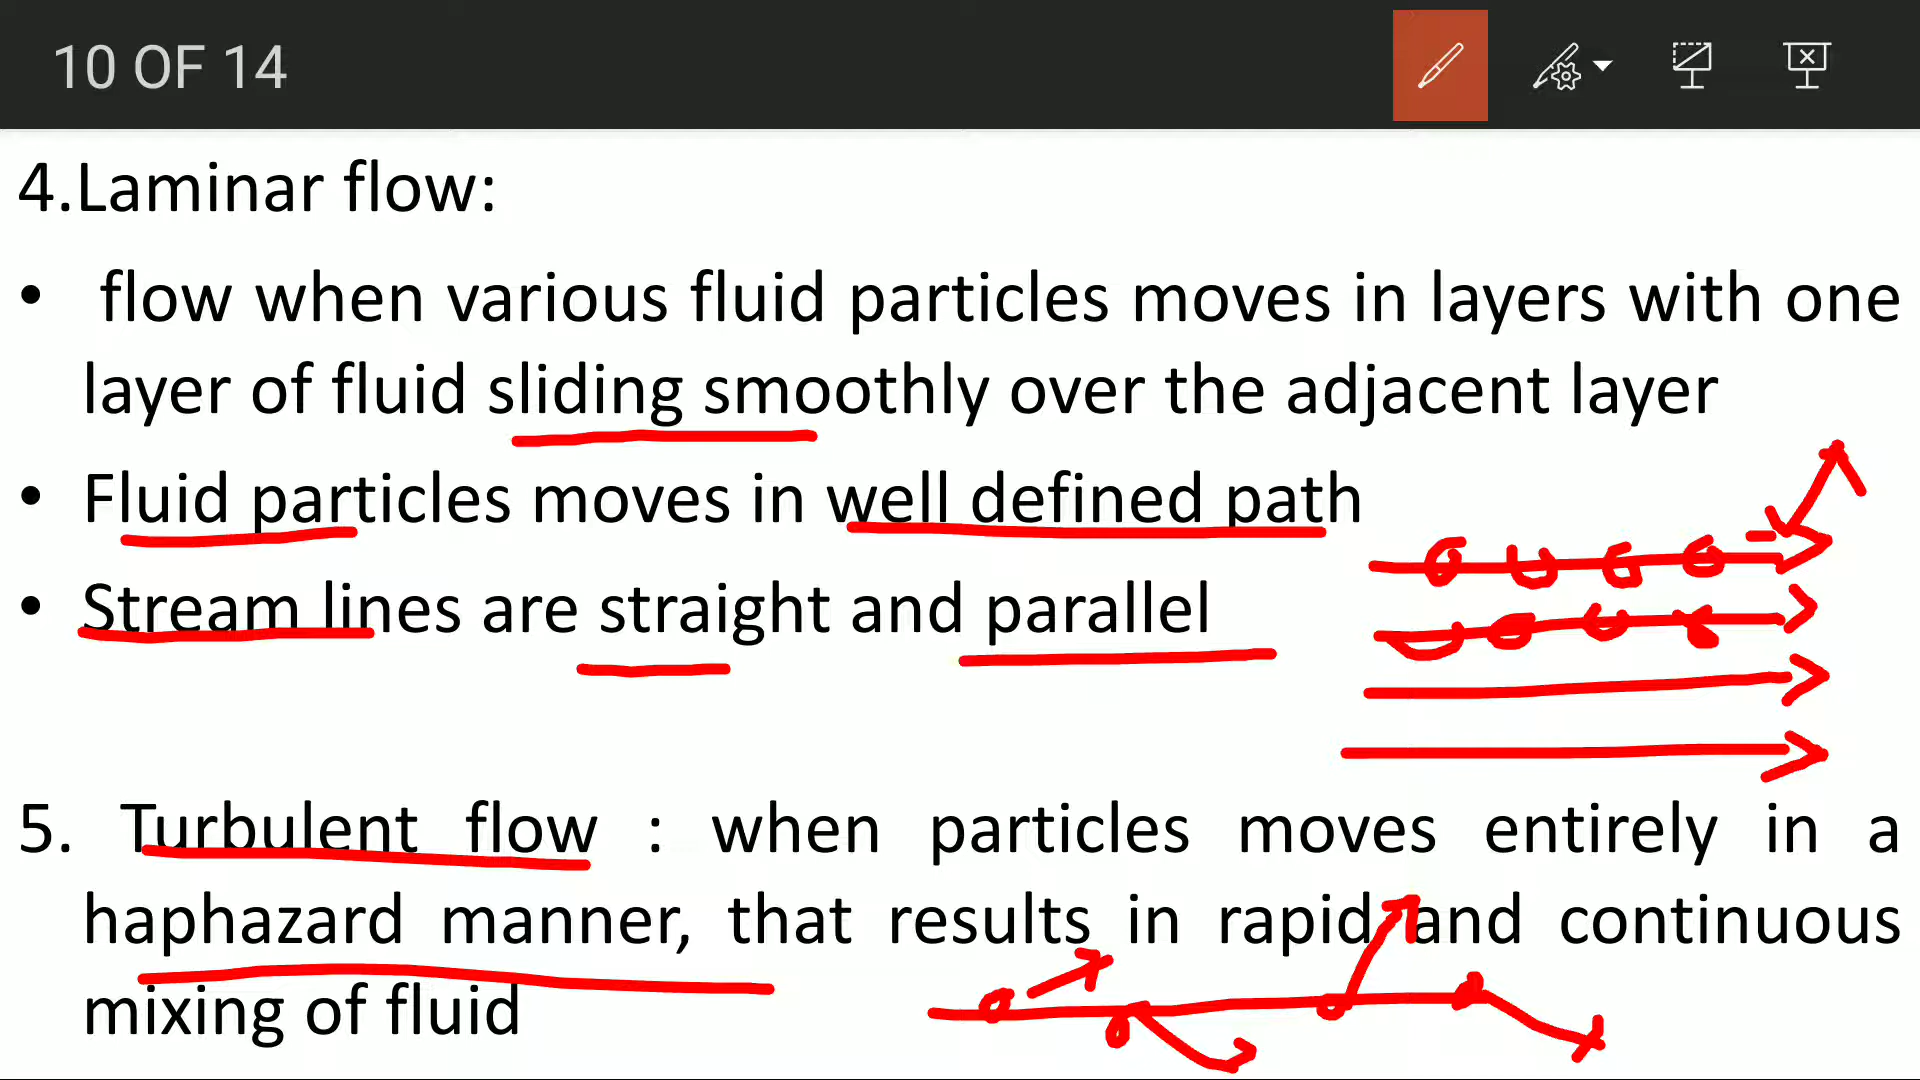 10 OF 14
4.Laminar flow:
• flow when various fluid particles moves in layers with one
layer of fluid sliding smoothly over the adjacent layer
• Fluid particles moves in well defined path
• Stream lines are straight and parallel
5. Turbulent flow : when particles moves entirely in a
haphazard manner, that results in rapid and continuous
mixing of fluid